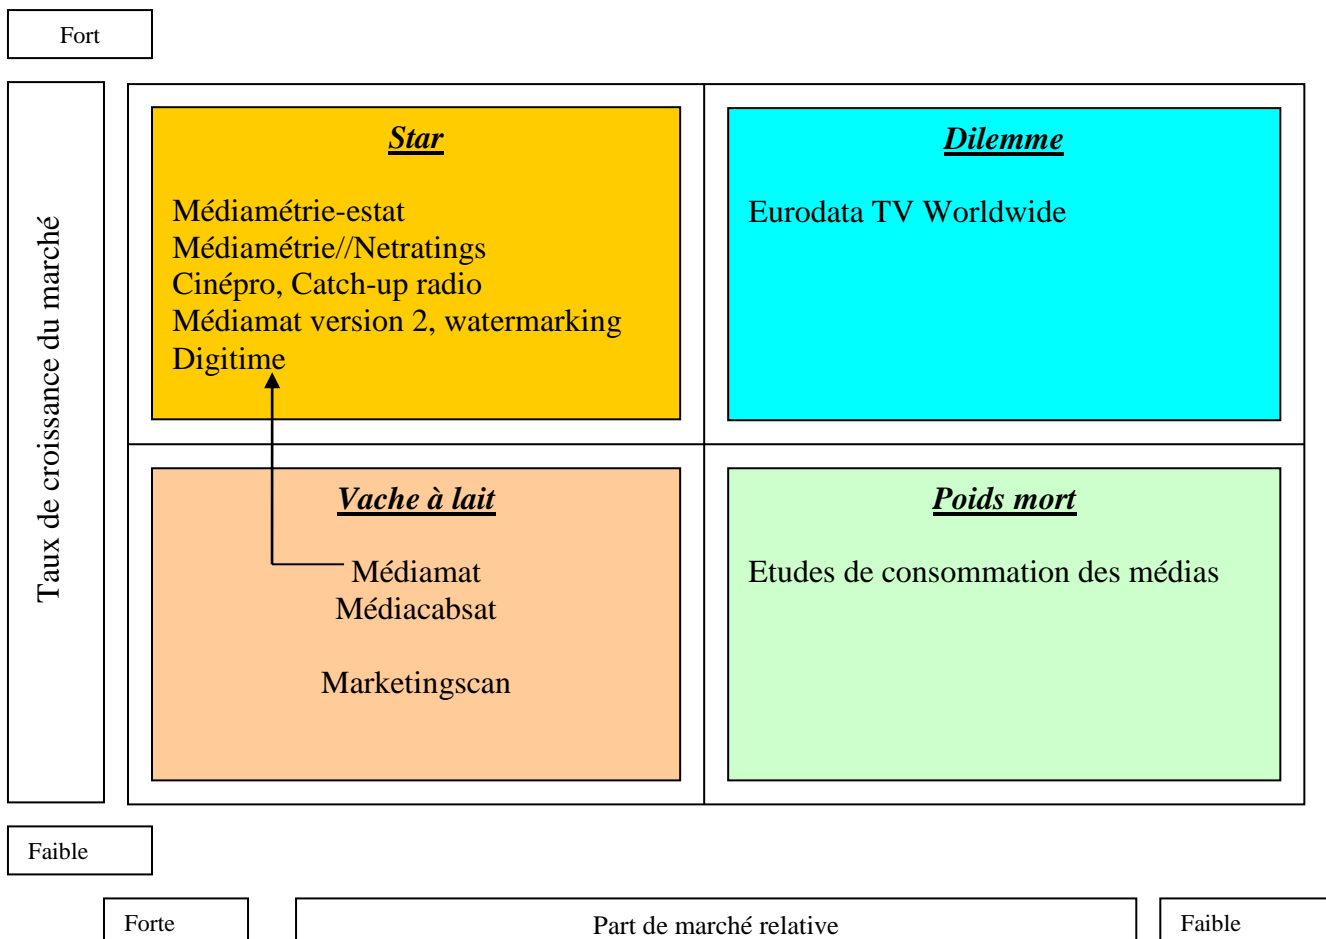 Fort
Taux de croissance du marché
Star
Médiamétrie-estat
Médiamétrie//Netratings
Cinépro, Catch-up radio
Médiamat version 2, watermarking
Digitime
Dilemme
Eurodata TV Worldwide
Vache à lait
Médiamat
Médiacabsat
Marketingscan
Poids mort
Etudes de consommation des médias
Faible
Forte
Part de marché relative
Faible